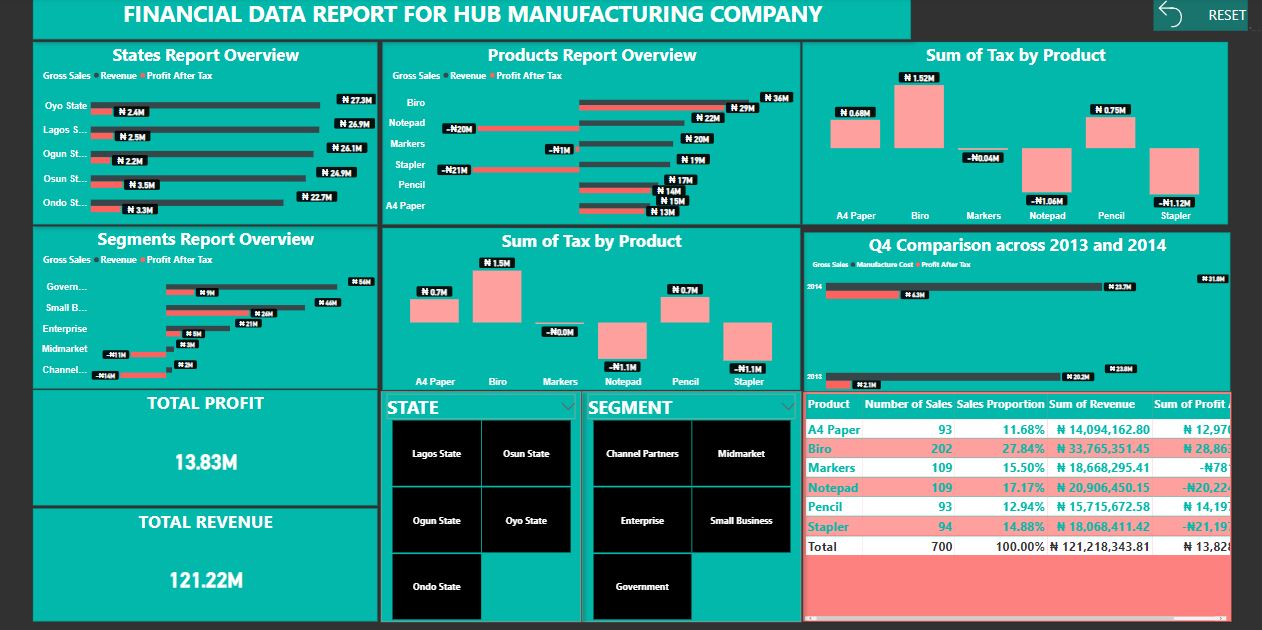 FINANCIAL DATA REPORT FOR HUB MANUFACTURING COMPANY
RESET
States Report Overview
Gross Sales Revenue Profit After Tax
Oyo State ₦ 27.3M
₦ 2.4M
Lagos S... ₦ 26.9M
₦ 2.5M
Ogun St... ₦ 26.1M
₦ 2.2M
Osun St... ₦ 24.9M
₦ 3.5M
Ondo St... ₦ 22.7M
₦ 3.3M
Products Report Overview
Gross Sales Revenue Profit After Tax
Biro ₦ 36M
₦ 29M
Notepad ₦ 22M
-₦20M
Markers ₦ 20M
-₦1M
Stapler ₦ 19M
-₦21M
Pencil ₦ 17M
₦ 14M
A4 Paper ₦ 15M
₦ 13M
Sum of Tax by Product
₦ 0.68M ₦ 1.52M -₦0.04M -₦1.06M ₦ 0.75M -₦1.12M
A4 Paper Biro Markers Notepad Pencil Stapler
Segments Report Overview
Gross Sales Revenue Profit After Tax
Govern... ₦ 56M
₦ 9M
Small B... ₦ 46M
₦ 26M
Enterprise ₦ 21M
₦ 5M
Midmarket ₦ 3M
-₦11M
Channel... ₦ 2M
-₦14M
Sum of Tax by Product
₦ 0.7M ₦ 1.5M -₦0.0M -₦1.1M ₦ 0.7M -₦1.1M
A4 Paper Biro Markers Notepad Pencil Stapler
Q4 Comparison across 2013 and 2014
Gross Sales Manufacture Cost Profit After Tax
₦ 31.8M
2014 ₦ 23.7M
₦ 6.3M
₦ 23.8M
2013 ₦ 20.2M
₦ 2.1M
TOTAL PROFIT
13.83M
TOTAL REVENUE
121.22M
STATE
Lagos State Osun State
Ogun State Oyo State
Ondo State
SEGMENT
Channel Partners Midmarket
Enterprise Small Business
Government
Product Number of Sales Sales Proportion Sum of Revenue Sum of Profit
A4 Paper 93 11.68% ₦ 14,094,162.80 ₦ 12,97
Biro 202 27.84% ₦ 33,765,351.45 ₦ 28,86
Markers 109 15.50% ₦ 18,668,295.41 -₦78
Notepad 109 17.17% ₦ 20,906,450.15 -₦20,22
Pencil 93 12.94% ₦ 15,715,672.58 ₦ 14,19
Stapler 94 14.88% ₦ 18,068,411.42 -₦21,19
Total 700 100.00% ₦ 121,218,343.81 ₦ 13,82